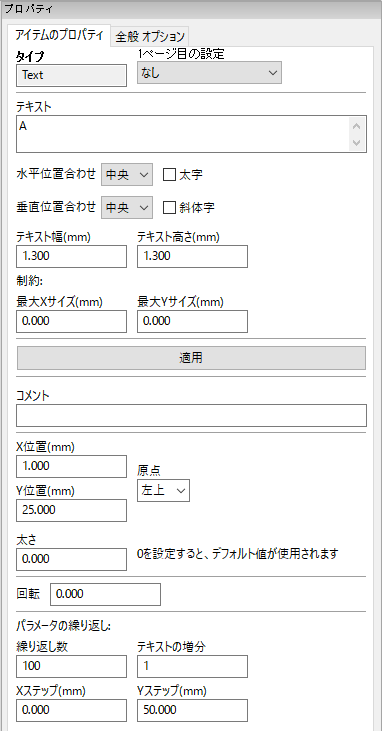 プロパティ
アイテムのプロパティ 全般 オプション
タイプ 1ページ目の設定
Text なし
テキスト
A
水平位置合わせ 中央 太字
垂直位置合わせ 中央 斜体字
テキスト幅(mm) テキスト高さ(mm)
1.300 1.300
制約:
最大Xサイズ(mm) 最大Yサイズ(mm)
0.000 0.000
適用
コメント
X位置(mm)
1.000 原点
Y位置(mm) 左上
25.000
太さ
0.000 0を設定すると、デフォルト値が使用されます
回転 0.000
パラメータの繰り返し:
繰り返し数 テキストの増分
100 1
Xステップ(mm) Yステップ(mm)
0.000 50.000